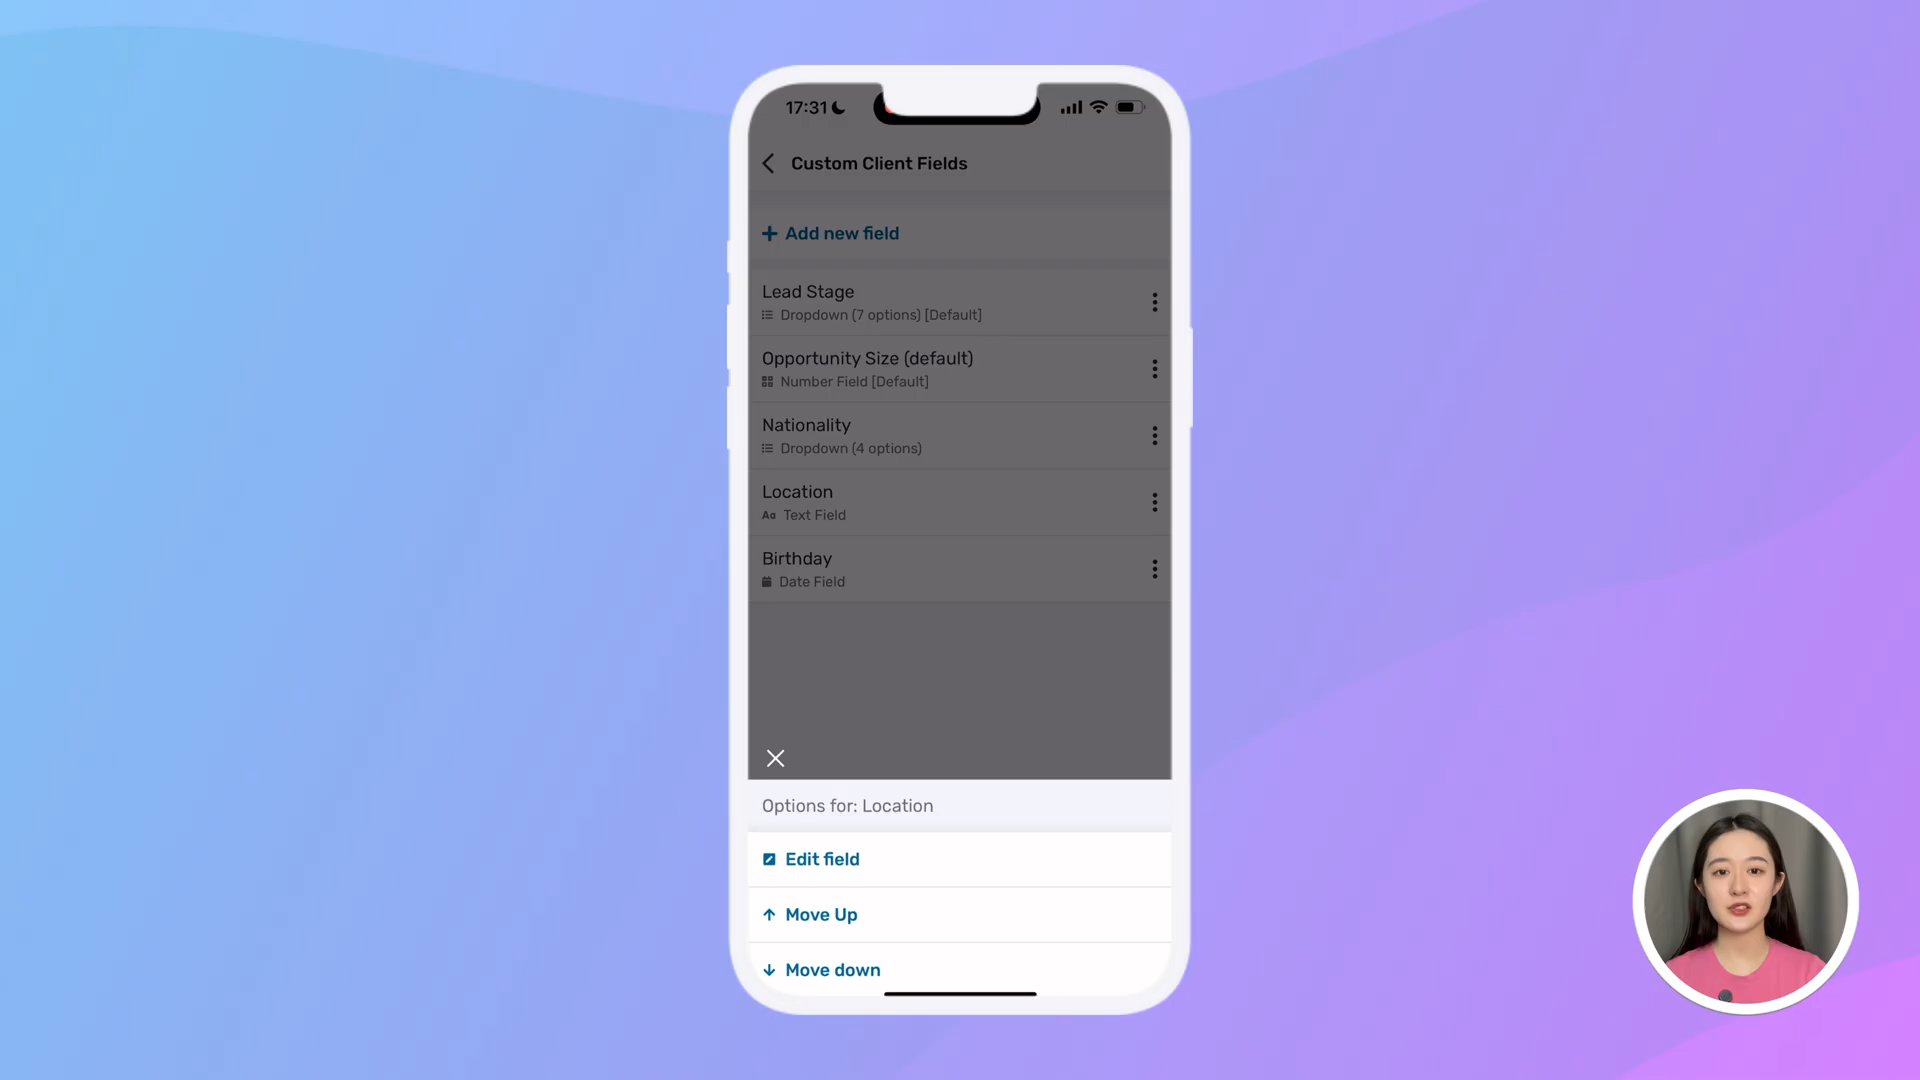 17:31
Custom Client Fields
Add new field
Lead Stage
Dropdown (7 options) [Default]
Opportunity Size (default)
Number Field [Default]
Nationality
Dropdown (4 options)
Location
Aa Text Field
Birthday
Date Field
Options for: Location
Edit field
Move Up
Move down